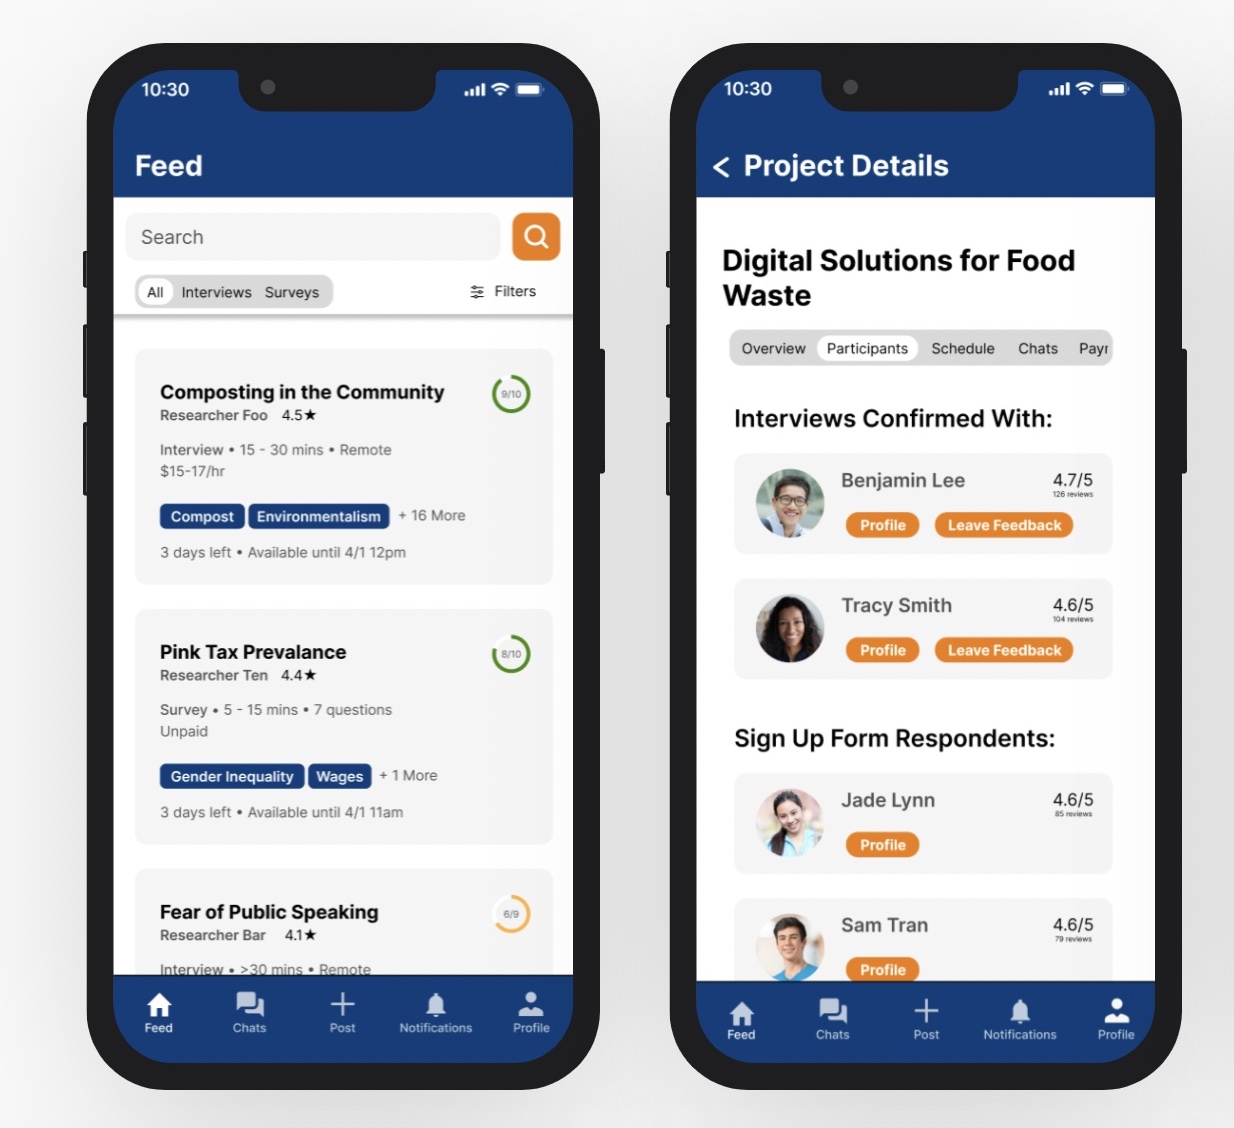 10:30
Feed
Search
All Interviews Surveys
Filters
Composting in the Community
9/10
Researcher Foo 4.5★
Interview • 15 - 30 mins • Remote
$15-17/hr
Compost Environmentalism + 16 More
3 days left • Available until 4/1 12pm
Pink Tax Prevalance
8/10
Researcher Ten 4.4★
Survey • 5 - 15 mins • 7 questions
Unpaid
Gender Inequality Wages + 1 More
3 days left • Available until 4/1 11am
Fear of Public Speaking
6/9
Researcher Bar 4.1★
Interview • >30 mins • Remote
Feed Chats Post Notifications Profile
10:30
< Project Details
Digital Solutions for Food
Waste
Overview Participants Schedule Chats
Interviews Confirmed With:
Benjamin Lee 4.7/5
126 reviews
Profile Leave Feedback
Tracy Smith 4.6/5
104 reviews
Profile Leave Feedback
Sign Up Form Respondents:
Jade Lynn 4.6/5
85 reviews
Profile
Sam Tran 4.6/5
79 reviews
Profile
Feed Chats Post Notifications Profile